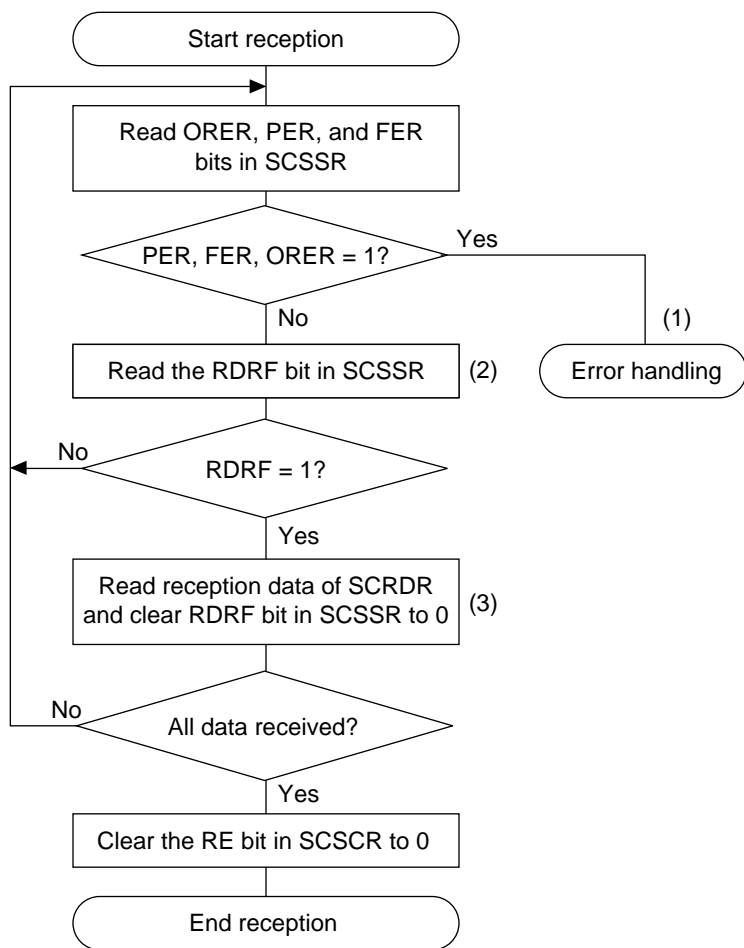 Start reception
Read ORER, PER, and FER
bits in SCSSR
PER, FER, ORER = 1?
Yes
No
(1)
Error handling
Read the RDRF bit in SCSSR
(2)
No
RDRF = 1?
Yes
Read reception data of SCRDR
and clear RDRF bit in SCSSR to 0
(3)
No
All data received?
Yes
Clear the RE bit in SCSCR to 0
End reception